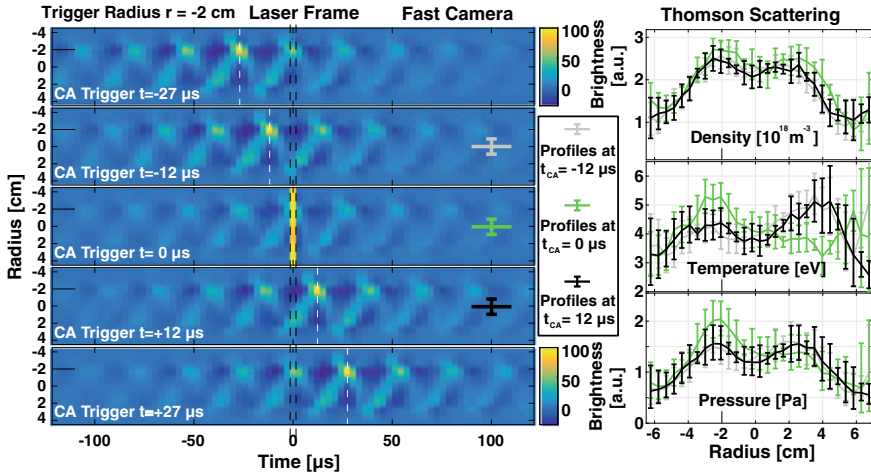 Trigger Radius r = -2 cm Laser Frame Fast Camera
Thomson Scattering
CA Trigger t=-27 µs
CA Trigger t=-12 µs
CA Trigger t= 0 µs
CA Trigger t=+12 µs
CA Trigger t=+27 µs
-4
-2
0
2
4
-4
-2
0
2
4
-4
-2
0
2
4
-4
-2
0
2
4
-4
-2
0
2
4
Radius [cm]
-100 -50 0 50 100
Time [µs]
100
50
0
Brightness
[a.u.]
Profiles at
tCA= -12 µs
Profiles at
tCA= 0 µs
Profiles at
tCA= 12 µs
100
50
0
Brightness
[a.u.]
3
2
1
Density [10¹⁸m⁻³]
6
5
4
3
2
Temperature [eV]
2
1
0
Pressure [Pa]
-6 -4 -2 0 2 4 6
Radius [cm]